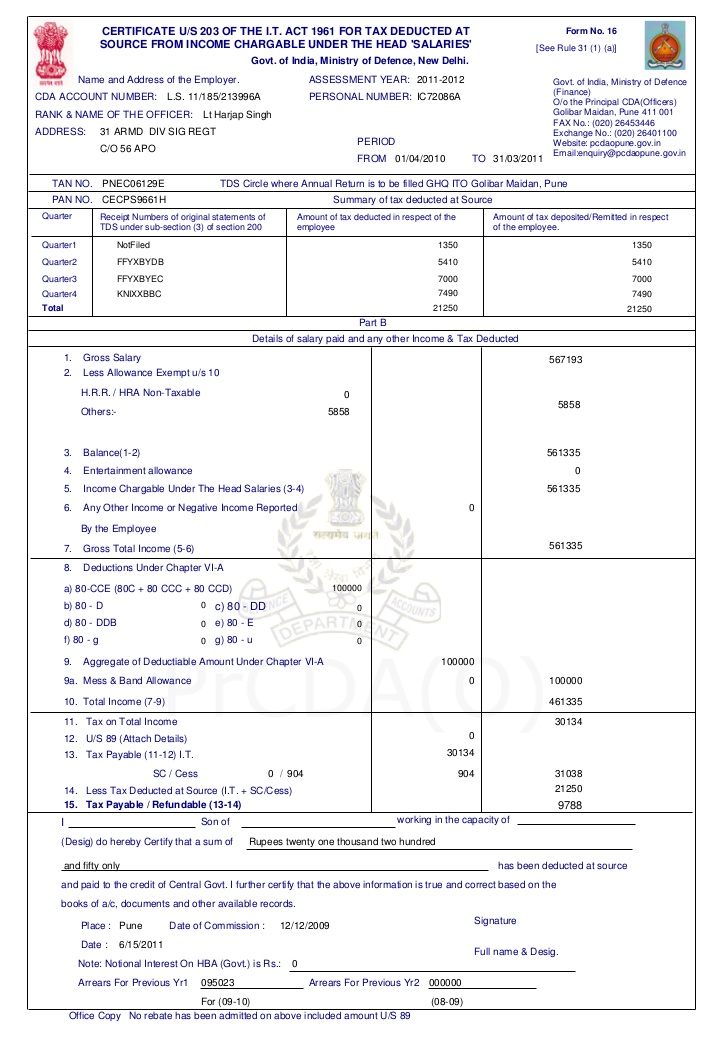 CERTIFICATE U/S 203 OF THE I.T. ACT 1961 FOR TAX DEDUCTED AT
SOURCE FROM INCOME CHARGABLE UNDER THE HEAD 'SALARIES'
Govt. of India, Ministry of Defence, New Delhi.
Form No. 16
[See Rule 31 (1) (a)]
Name and Address of the Employer.
ASSESSMENT YEAR: 2011-2012
CDA ACCOUNT NUMBER: L.S. 11/185/213996A
PERSONAL NUMBER: IC72086A
RANK & NAME OF THE OFFICER: Lt Harjap Singh
ADDRESS: 31 ARMD DIV SIG REGT
C/O 56 APO
PERIOD
FROM 01/04/2010 TO 31/03/2011
Govt. of India, Ministry of Defence
(Finance)
O/o the Principal CDA(Officers)
Golibar Maidan, Pune 411 001
FAX No.: (020) 26453446
Exchange No.: (020) 26401100
Website: pcdaopune.gov.in
Email:enquiry@pcdaopune.gov.in
TAN NO. PNEC06129E TDS Circle where Annual Return is to be filled GHQ ITO Golibar Maidan, Pune
PAN NO. CECPS9661H Summary of tax deducted at Source
Quarter
Receipt Numbers of original statements of
TDS under sub-section (3) of section 200
Amount of tax deducted in respect of the
employee
Amount of tax deposited/Remitted in respect
of the employee.
Quarter1 NotFiled 1350 1350
Quarter2 FFYXBYDB 5410 5410
Quarter3 FFYXBYEC 7000 7000
Quarter4 KNIXXBBC 7490 7490
Total 21250 21250
Part B
Details of salary paid and any other Income & Tax Deducted
1. Gross Salary 567193
2. Less Allowance Exempt u/s 10
H.R.R. / HRA Non-Taxable 0
Others:- 5858 5858
3. Balance(1-2) 561335
4. Entertainment allowance 0
5. Income Chargable Under The Head Salaries (3-4) 561335
6. Any Other Income or Negative Income Reported 0
By the Employee
7. Gross Total Income (5-6) 561335
सत्यमेव जयते
8. Deductions Under Chapter VI-A
a) 80-CCE (80C + 80 CCC + 80 CCD) 100000
b) 80 - D 0 c) 80 - DD 0
d) 80 - DDB 0 e) 80 - E 0
f) 80 - g 0 g) 80 - u 0
ACCOUNTS
DEPARTMENT
9. Aggregate of Deductiable Amount Under Chapter VI-A 100000
9a. Mess & Band Allowance 0 100000
PrCDA(O)
10. Total Income (7-9) 461335
11. Tax on Total Income 30134
12. U/S 89 (Attach Details) 0
13. Tax Payable (11-12) I.T. 30134
SC / Cess 0 / 904 904 31038
14. Less Tax Deducted at Source (I.T. + SC/Cess) 21250
15. Tax Payable / Refundable (13-14) 9788
I Son of working in the capacity of
(Desig) do hereby Certify that a sum of Rupees twenty one thousand two hundred
and fifty only has been deducted at source
and paid to the credit of Central Govt. I further certify that the above information is true and correct based on the
books of a/c, documents and other available records.
Place : Pune Date of Commission : 12/12/2009 Signature
Date : 6/15/2011
Full name & Desig.
Note: Notional Interest On HBA (Govt.) is Rs.: 0
Arrears For Previous Yr1 095023 Arrears For Previous Yr2 000000
For (09-10) (08-09)
Office Copy No rebate has been admitted on above included amount U/S 89